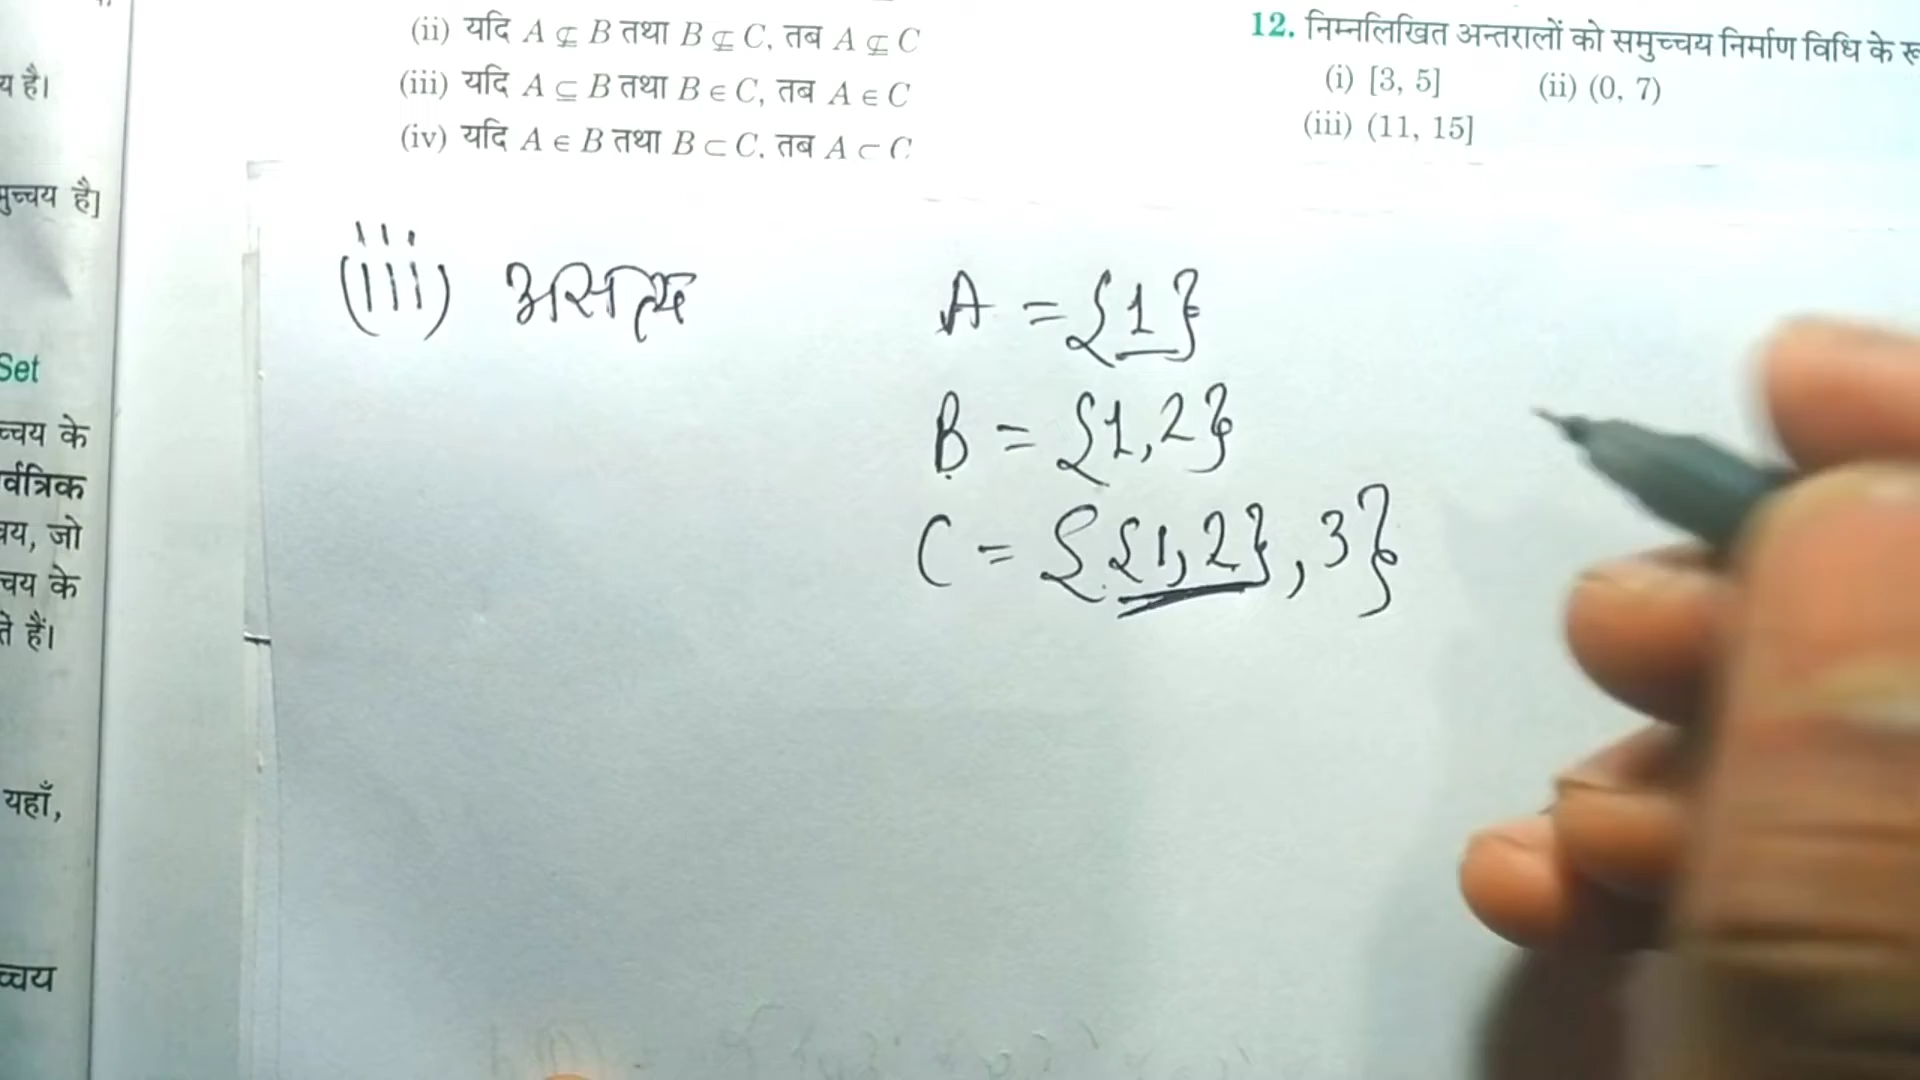 (ii) यदि A ⊈ B तथा B ⊈ C, तब A ⊈ C
(iii) यदि A ⊆ B तथा B ∈ C, तब A ∈ C
(iv) यदि A ∈ B तथा B ⊂ C, तब A ⊂ C
12. निम्नलिखित अन्तरालों को समुच्चय निर्माण विधि के
(i) [3, 5] (ii) (0, 7)
(iii) (11, 15]
य है।
मुच्चय है]
Set
च्चय के
र्वत्रिक
जो
चय के
ते हैं।
यहाँ,
च्चय
(iii) असत्य
A = {1}
B = {1,2}
C = {{1,2},3}